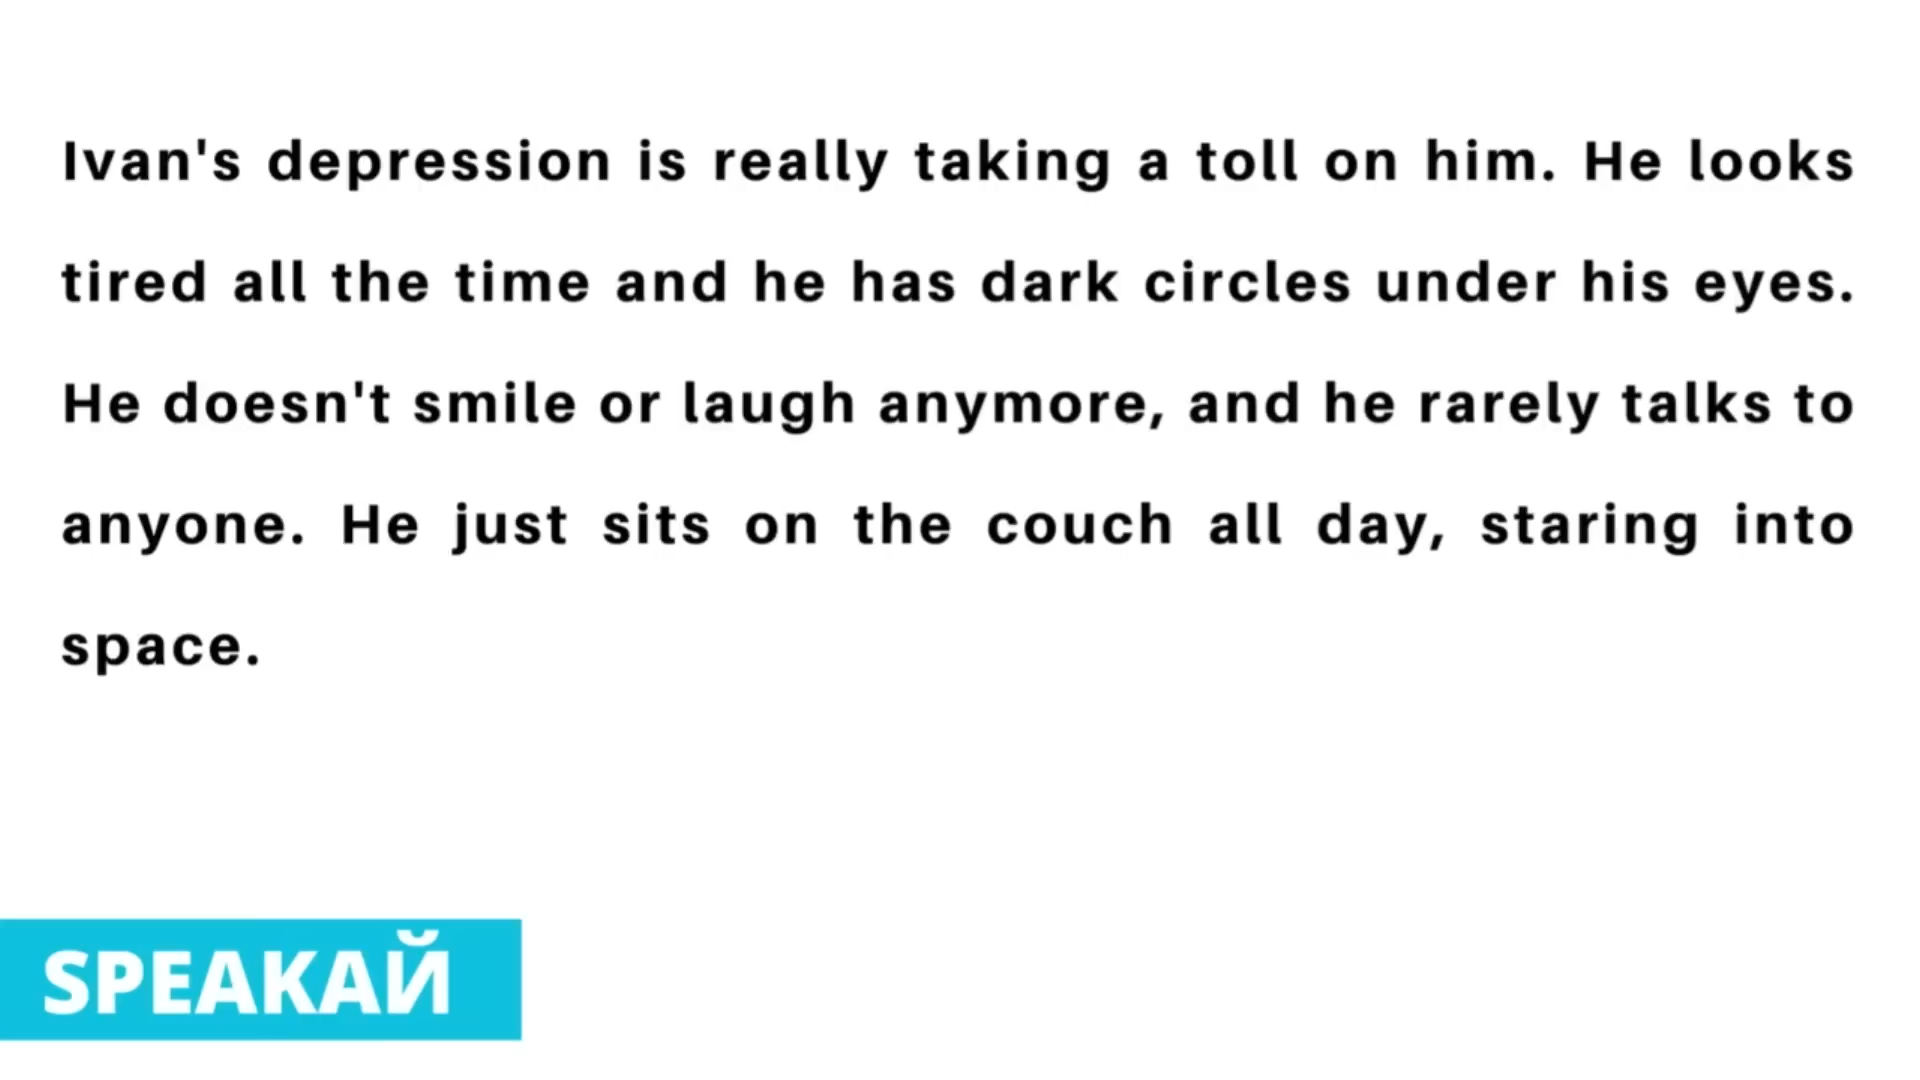 Ivan's depression is really taking a toll on him. He looks
tired all the time and he has dark circles under his eyes.
He doesn't smile or laugh anymore, and he rarely talks to
anyone. He just sits on the couch all day, staring into
space.
SPEAKАЙ